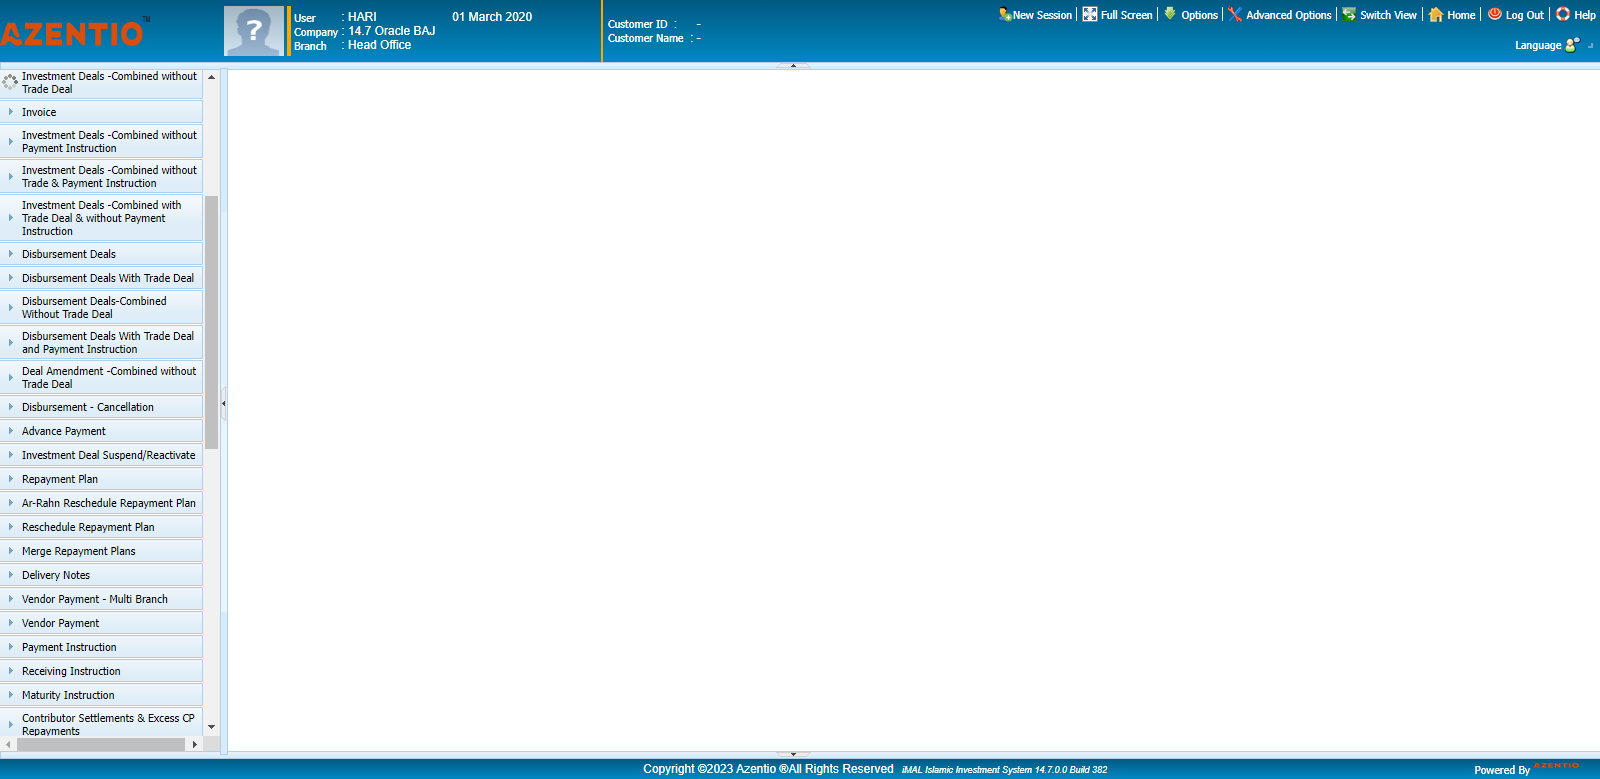 AZENTIO™
User : HARI 01 March 2020
Company : 14.7 Oracle BAJ
Branch : Head Office
Customer ID : -
Customer Name : -
New Session Full Screen Options Advanced Options Switch View Home Log Out Help
Language
Investment Deals -Combined without
Trade Deal
Invoice
Investment Deals -Combined without
Payment Instruction
Investment Deals -Combined without
Trade & Payment Instruction
Investment Deals -Combined with
Trade Deal & without Payment
Instruction
Disbursement Deals
Disbursement Deals With Trade Deal
Disbursement Deals-Combined
Without Trade Deal
Disbursement Deals With Trade Deal
and Payment Instruction
Deal Amendment -Combined without
Trade Deal
Disbursement - Cancellation
Advance Payment
Investment Deal Suspend/Reactivate
Repayment Plan
Ar-Rahn Reschedule Repayment Plan
Reschedule Repayment Plan
Merge Repayment Plans
Delivery Notes
Vendor Payment - Multi Branch
Vendor Payment
Payment Instruction
Receiving Instruction
Maturity Instruction
Contributor Settlements & Excess CP
Repayments
Copyright ©2023 Azentio ®All Rights Reserved iMAL Islamic Investment System 14.7.0.0 Build 382
Powered By AZENTIO